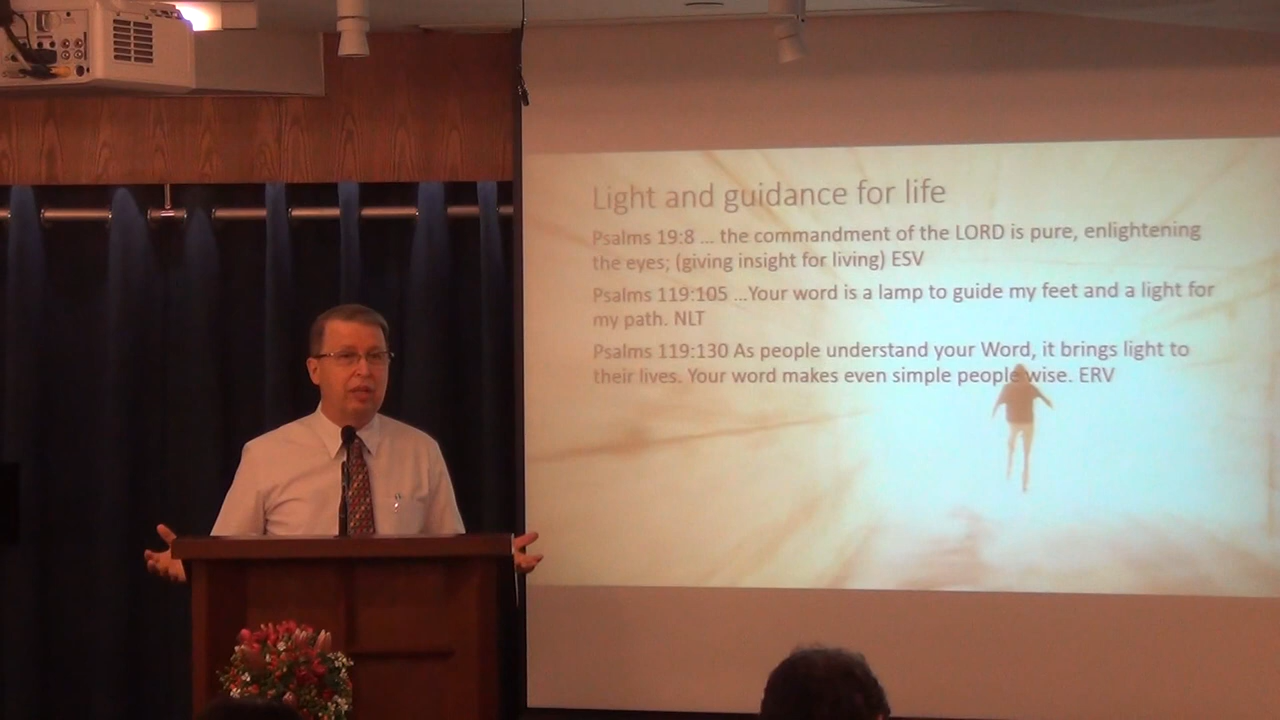 Light and guidance for life
Psalms 19:8 ... the commandment of the LORD is pure, enlightening
the eyes; (giving insight for living) ESV
Psalms 119:105 ...Your word is a lamp to guide my feet and a light for
my path. NLT
Psalms 119:130 As people understand your Word, it brings light to
their lives. Your word makes even simple people wise. ERV